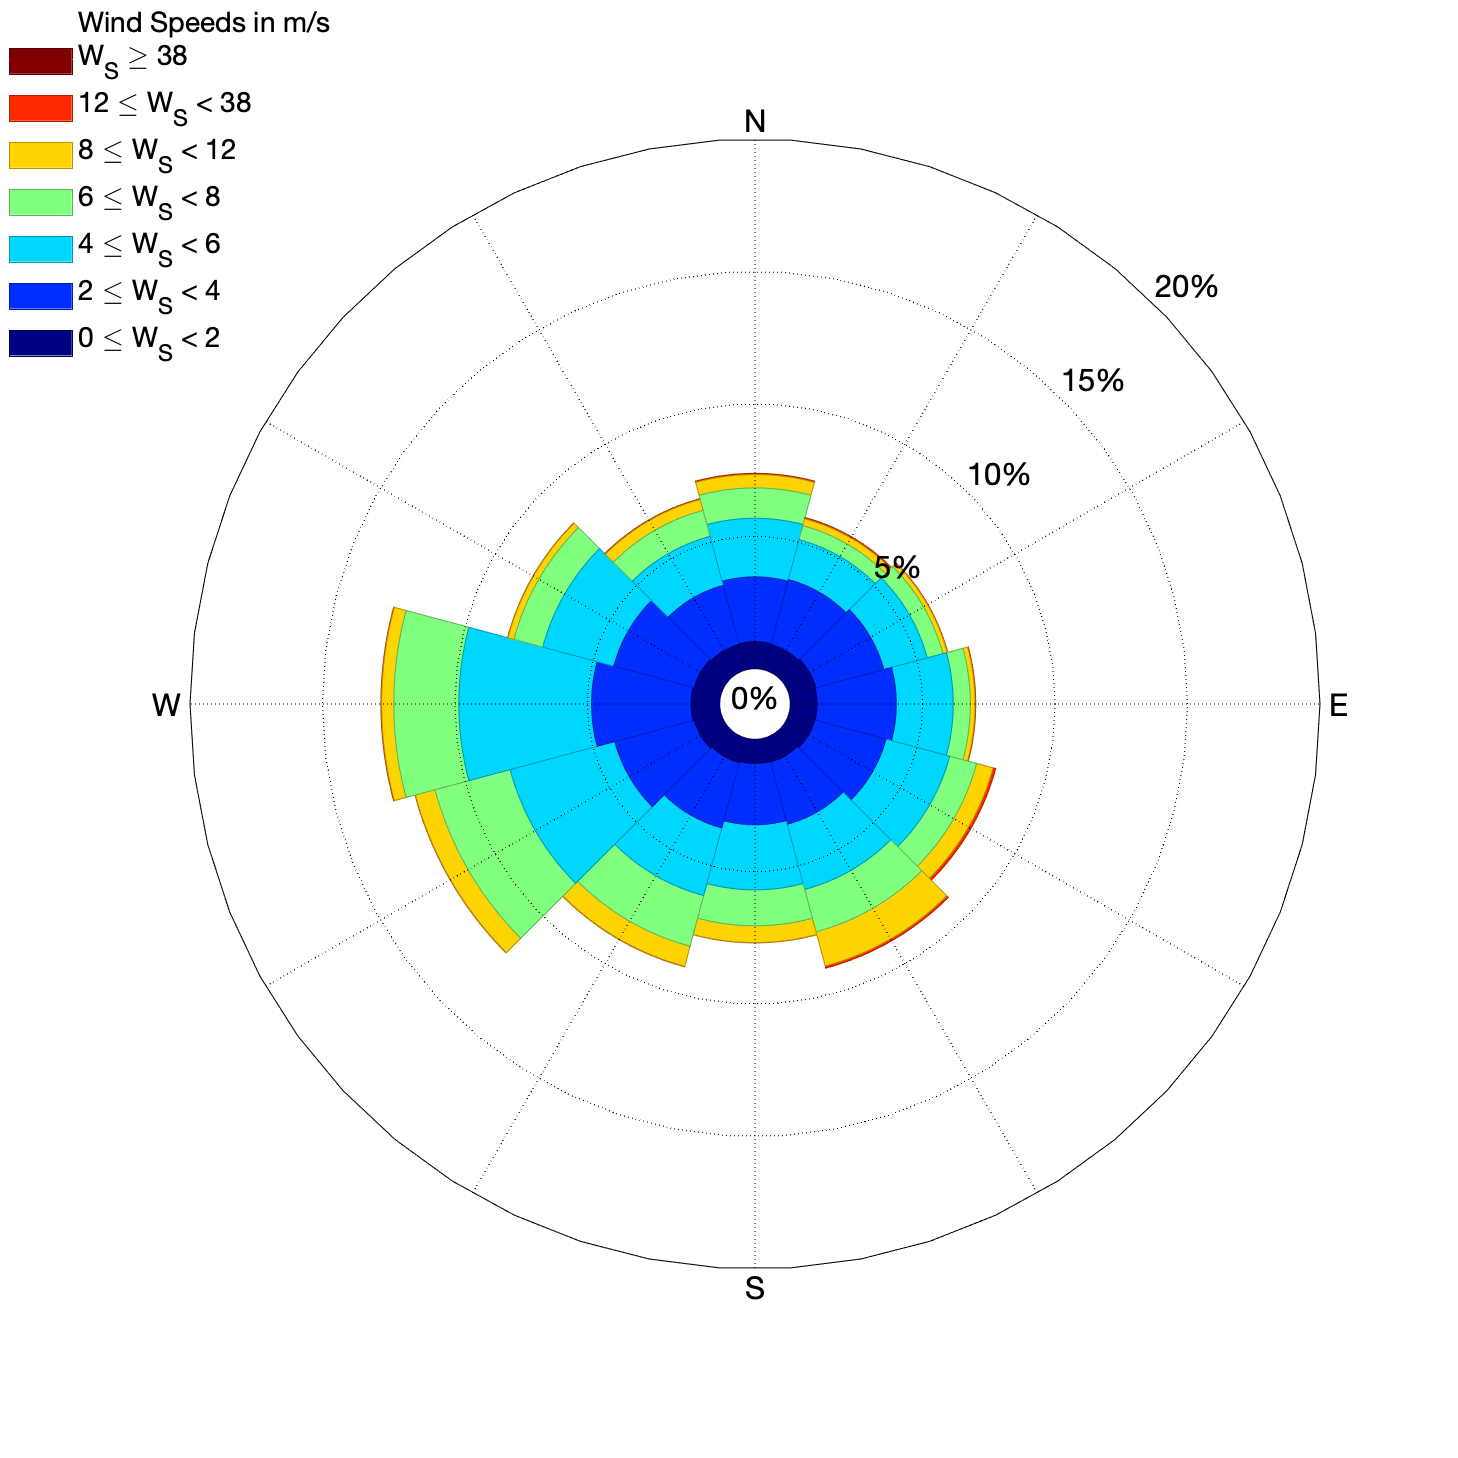 Wind Speeds in m/s
W_S ≥ 38
12 ≤ W_S < 38
8 ≤ W_S < 12
6 ≤ W_S < 8
4 ≤ W_S < 6
2 ≤ W_S < 4
0 ≤ W_S < 2
N
20%
15%
10%
5%
0%
W
E
S